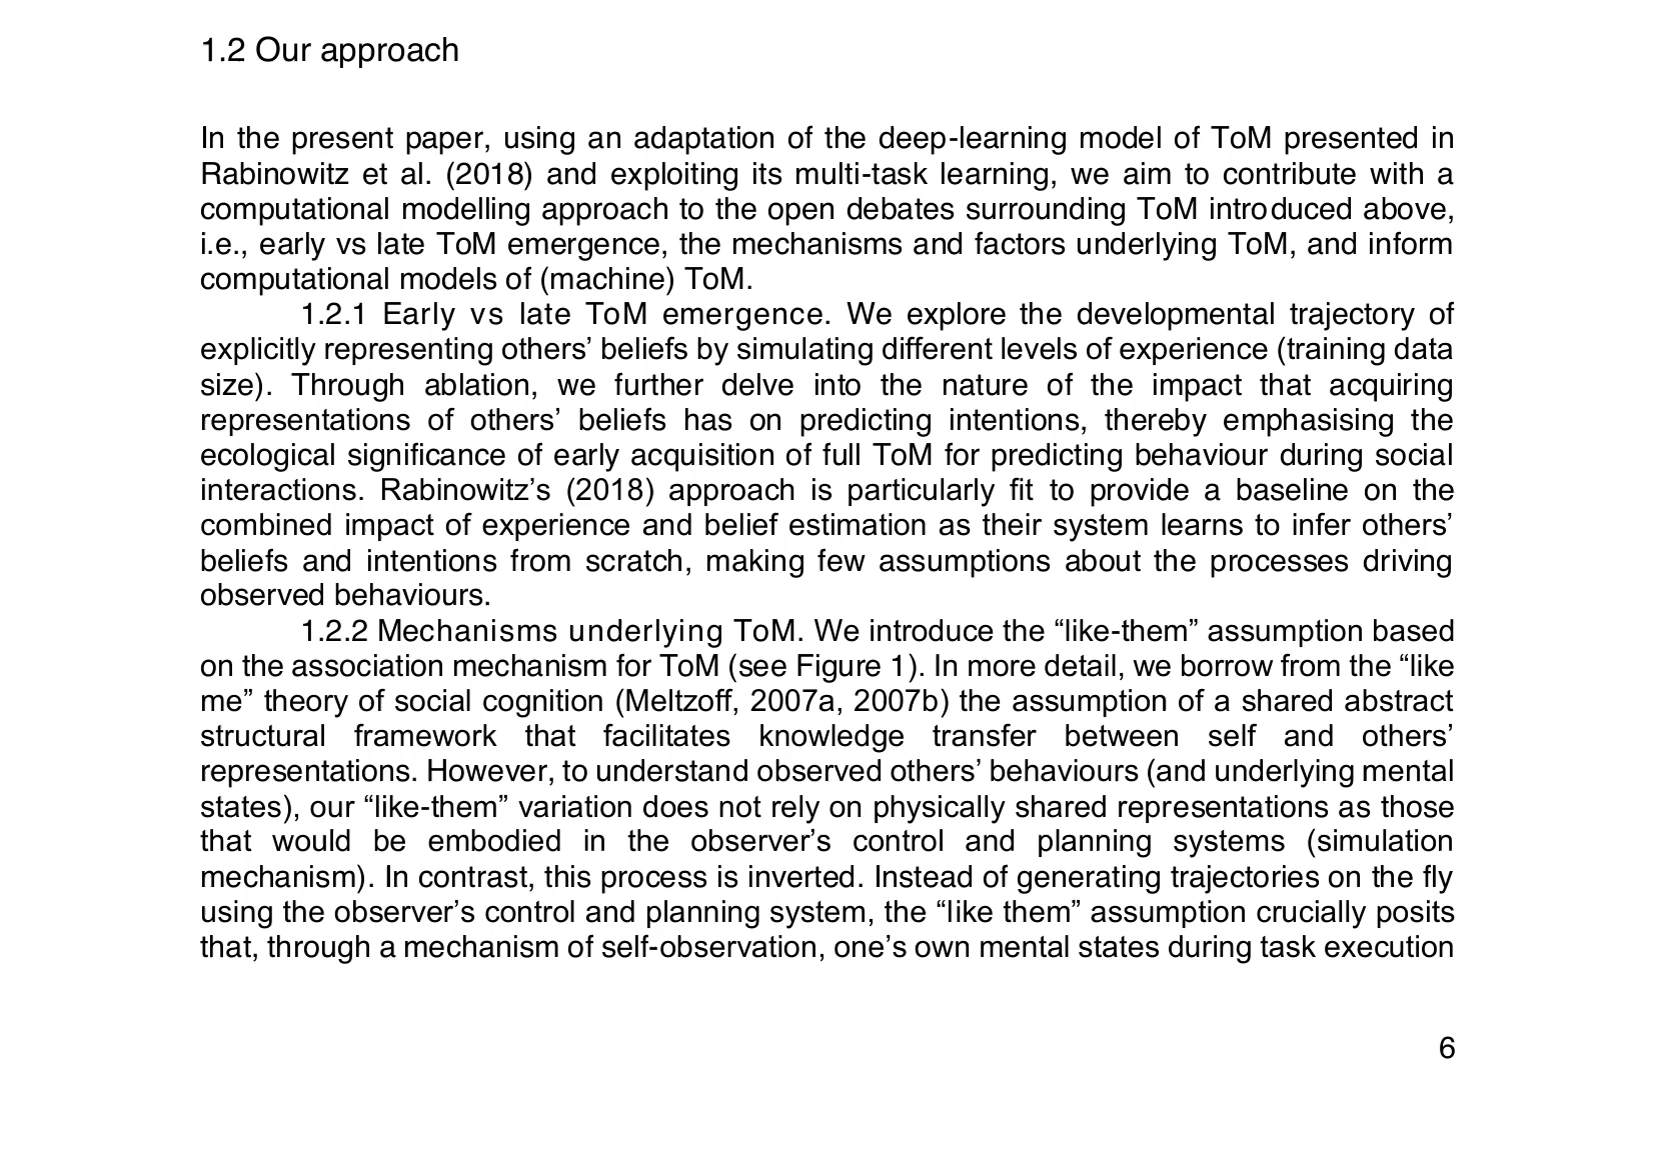 1.2 Our approach
In the present paper, using an adaptation of the deep-learning model of ToM presented in
Rabinowitz et al. (2018) and exploiting its multi-task learning, we aim to contribute with a
computational modelling approach to the open debates surrounding ToM introduced above,
i.e., early vs late ToM emergence, the mechanisms and factors underlying ToM, and inform
computational models of (machine) ToM.
1.2.1 Early vs late ToM emergence. We explore the developmental trajectory of
explicitly representing others’ beliefs by simulating different levels of experience (training data
size). Through ablation, we further delve into the nature of the impact that acquiring
representations of others’ beliefs has on predicting intentions, thereby emphasising the
ecological significance of early acquisition of full ToM for predicting behaviour during social
interactions. Rabinowitz’s (2018) approach is particularly fit to provide a baseline on the
combined impact of experience and belief estimation as their system learns to infer others’
beliefs and intentions from scratch, making few assumptions about the processes driving
observed behaviours.
1.2.2 Mechanisms underlying ToM. We introduce the “like-them” assumption based
on the association mechanism for ToM (see Figure 1). In more detail, we borrow from the “like
me” theory of social cognition (Meltzoff, 2007a, 2007b) the assumption of a shared abstract
structural framework that facilitates knowledge transfer between self and others’
representations. However, to understand observed others’ behaviours (and underlying mental
states), our “like-them” variation does not rely on physically shared representations as those
that would be embodied in the observer’s control and planning systems (simulation
mechanism). In contrast, this process is inverted. Instead of generating trajectories on the fly
using the observer’s control and planning system, the “like them” assumption crucially posits
that, through a mechanism of self-observation, one’s own mental states during task execution
6